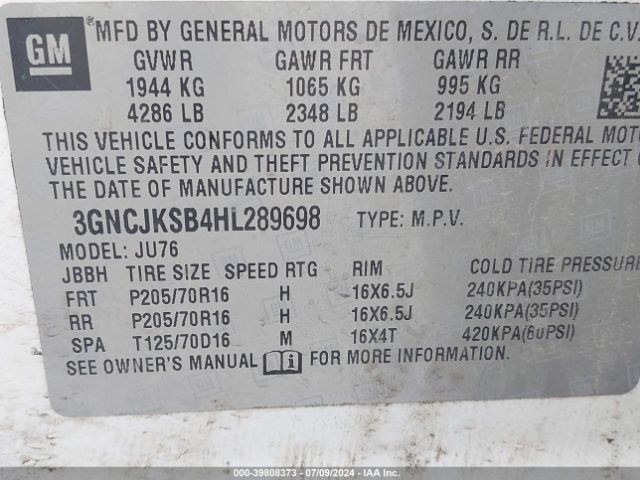 GM
MFD BY GENERAL MOTORS DE MEXICO, S. DE R.L. DE C.V.
GVWR GAWR FRT GAWR RR
1944 KG 1065 KG 995 KG
4286 LB 2348 LB 2194 LB
THIS VEHICLE CONFORMS TO ALL APPLICABLE U.S. FEDERAL MOTO
VEHICLE SAFETY AND THEFT PREVENTION STANDARDS IN EFFECT
THE DATE OF MANUFACTURE SHOWN ABOVE.
3GNCJKSB4HL289698 TYPE: M.P.V.
MODEL: JU76
JBBH TIRE SIZE SPEED RTG RIM COLD TIRE PRESSURE
FRT P205/70R16 H 16X6.5J 240KPA(35PSI)
RR P205/70R16 H 16X6.5J 240KPA(35PSI)
SPA T125/70D16 M 16X4T 420KPA(60PSI)
SEE OWNER'S MANUAL FOR MORE INFORMATION.
000-39808373 / 07/09/2024 - IAA Inc.